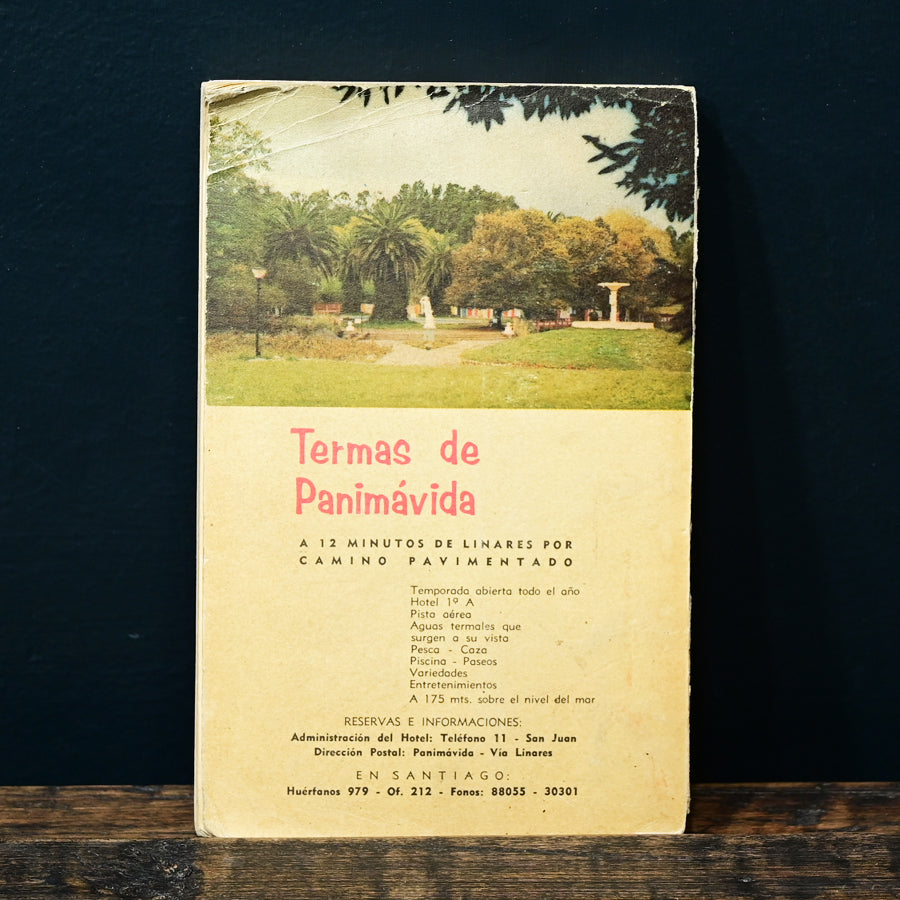 Termas de
Panimávida
A 12 MINUTOS DE LINARES POR
CAMINO PAVIMENTADO
Temporada abierta todo el año
Hotel 1º A
Pista aérea
Aguas termales que
surgen a su vista
Pesca - Caza
Piscina - Paseos
Variedades
Entretenimientos
A 175 mts. sobre el nivel del mar
RESERVAS E INFORMACIONES:
Administración del Hotel: Teléfono 11 - San Juan
Dirección Postal: Panimávida - Vía Linares
EN SANTIAGO:
Huérfanos 979 - Of. 212 - Fonos: 88055 - 30301